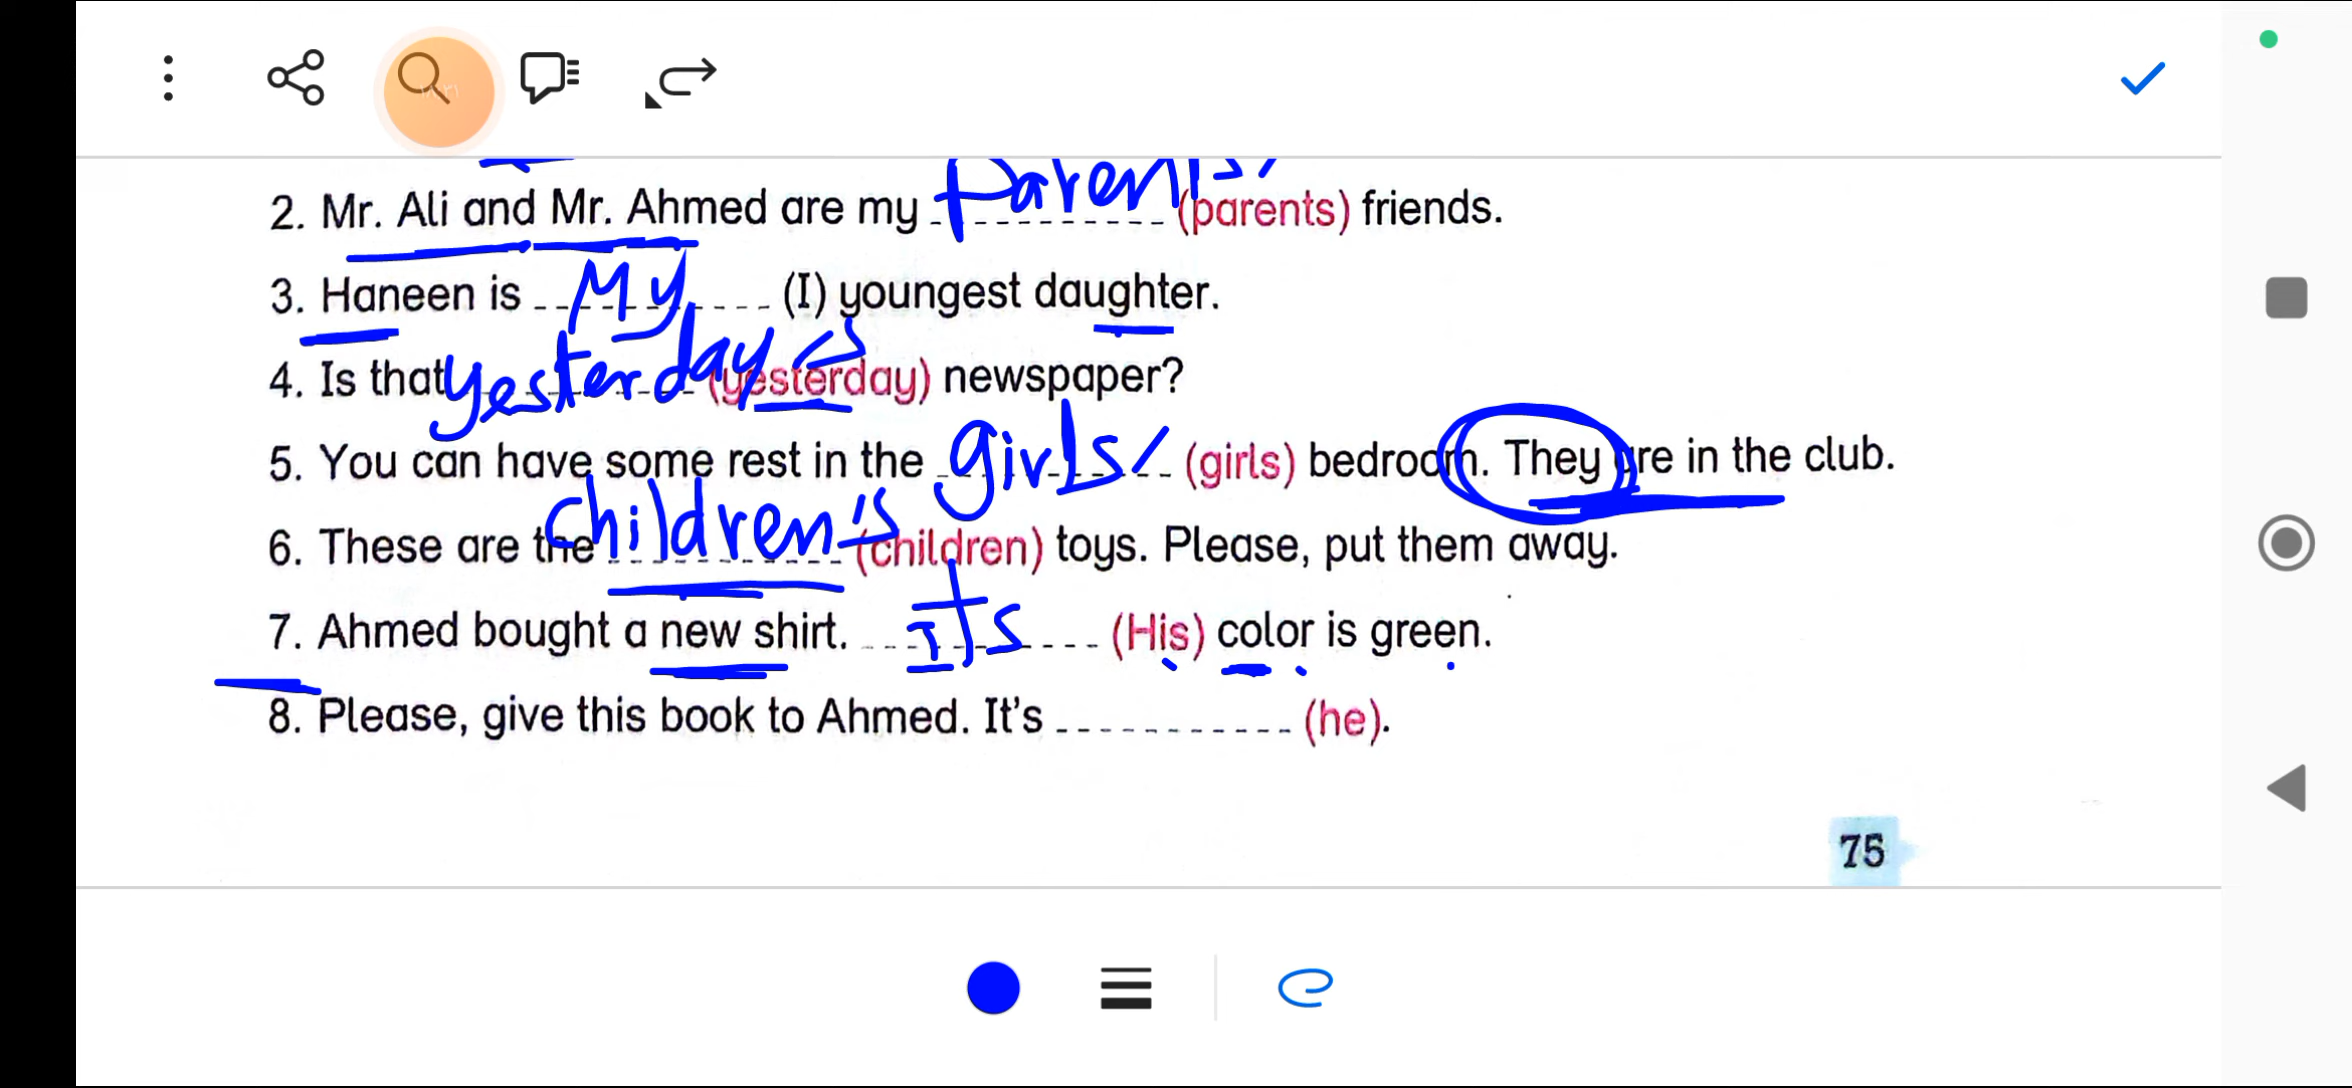 2. Mr. Ali and Mr. Ahmed are my parents' (parents) friends.
3. Haneen is My (I) youngest daughter.
4. Is that yesterday's (yesterday) newspaper?
5. You can have some rest in the girls' (girls) bedroom. They are in the club.
6. These are the children's (children) toys. Please, put them away.
7. Ahmed bought a new shirt. Its (His) color is green.
8. Please, give this book to Ahmed. It's ------------ (he).
75